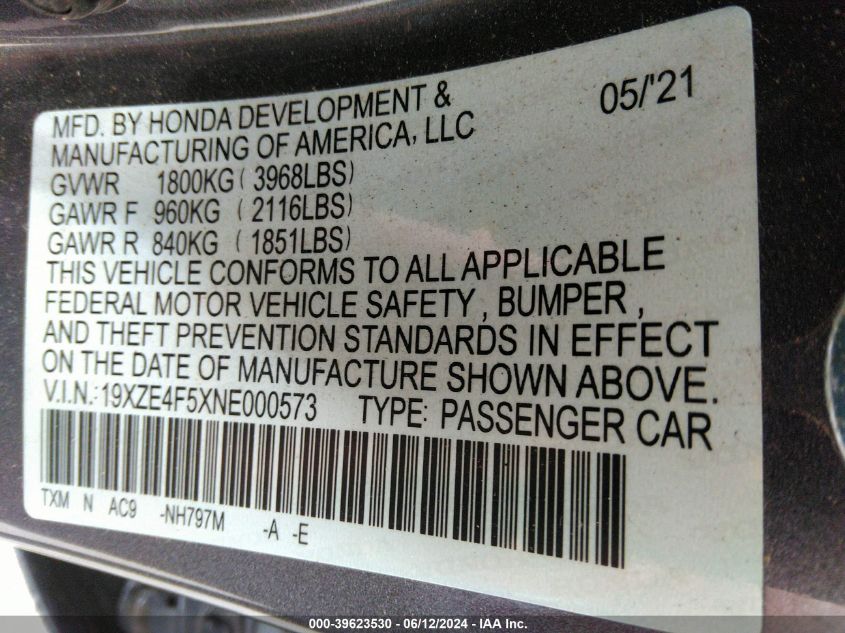 MFD. BY HONDA DEVELOPMENT & 05/'21
MANUFACTURING OF AMERICA, LLC
GVWR 1800KG ( 3968LBS)
GAWR F 960KG ( 2116LBS)
GAWR R 840KG ( 1851LBS)
THIS VEHICLE CONFORMS TO ALL APPLICABLE
FEDERAL MOTOR VEHICLE SAFETY , BUMPER ,
AND THEFT PREVENTION STANDARDS IN EFFECT
ON THE DATE OF MANUFACTURE SHOWN ABOVE.
V.I.N.:19XZE4F5XNE000573 TYPE: PASSENGER CAR
TXM N AC9 -NH797M -A -E
000-39623530 - 06/12/2024 - IAA Inc.